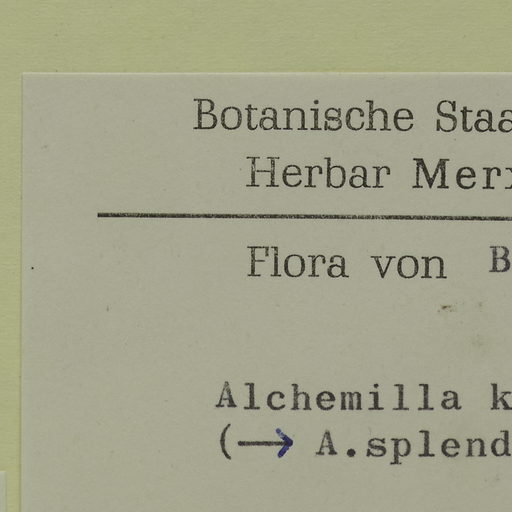 Botanische Staa
Herbar Merx
Flora von B
Alchemilla k
(→ A.splend